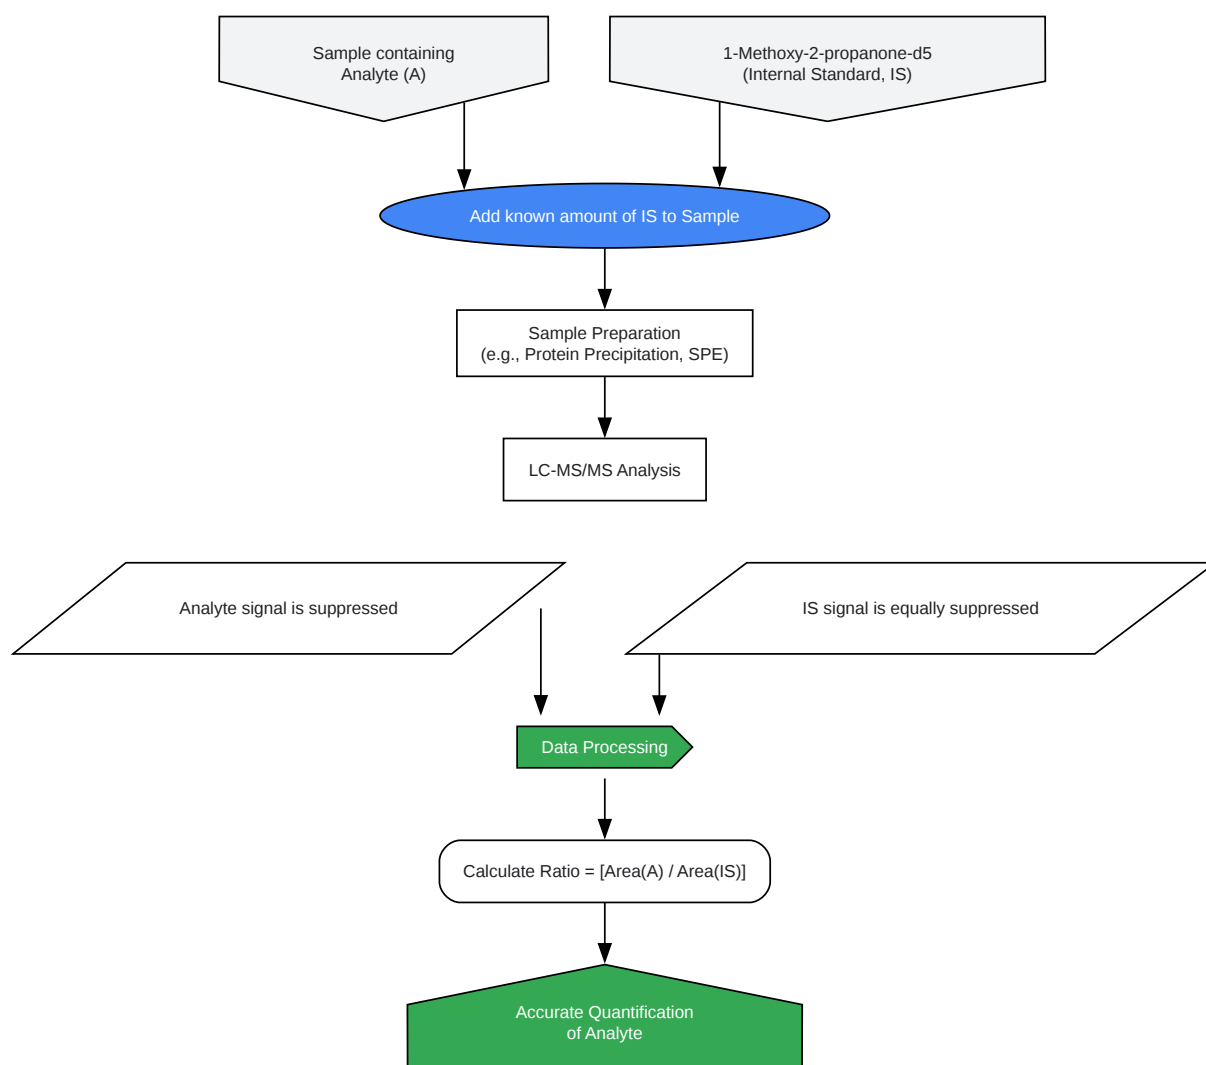 Sample containing
Analyte (A)
1-Methoxy-2-propanone-d5
(Internal Standard, IS)
Add known amount of IS to Sample
Sample Preparation
(e.g., Protein Precipitation, SPE)
LC-MS/MS Analysis
Analyte signal is suppressed
IS signal is equally suppressed
Data Processing
Calculate Ratio = [Area(A) / Area(IS)]
Accurate Quantification
of Analyte